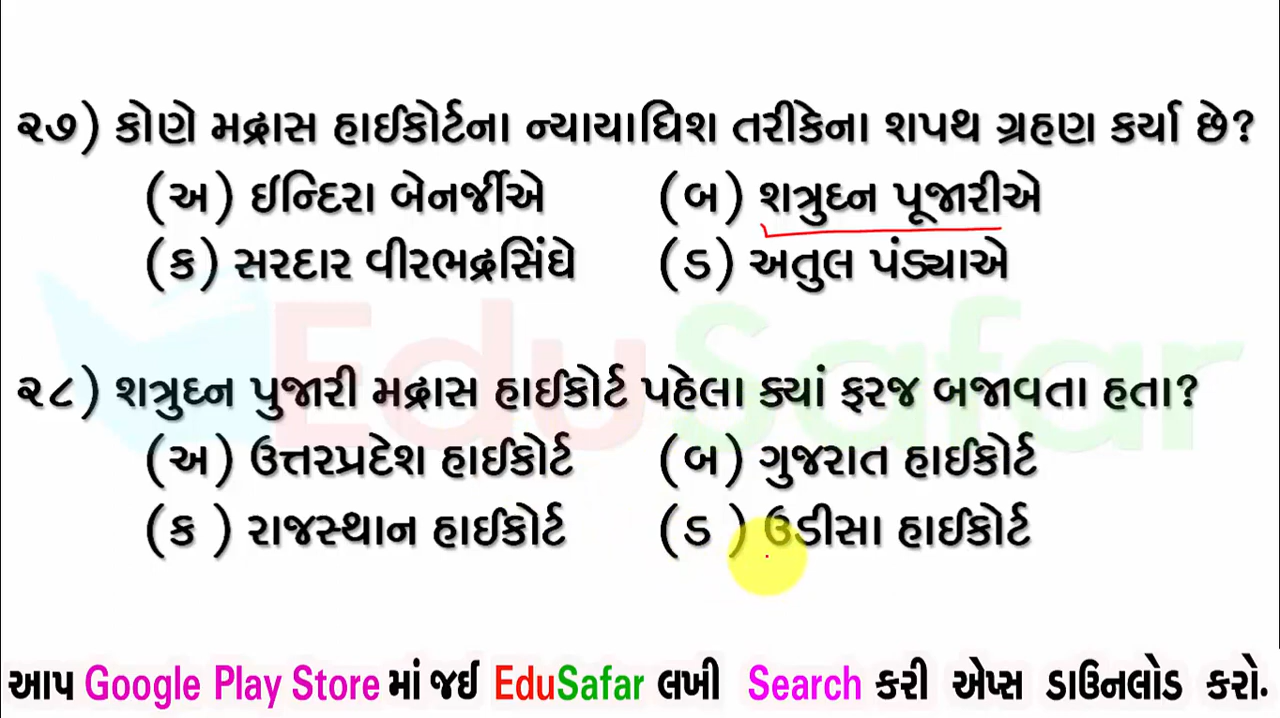 ૨૭) કોણે મદ્રાસ હાઈકોર્ટના ન્યાયાધિશ તરીકેના શપથ ગ્રહણ કર્યા છે?
(અ) ઈન્દિરા બેનર્જીએ (બ) શત્રુઘ્ન પૂજારીએ
(ક) સરદાર વીરભદ્રસિંઘે (ડ) અતુલ પંડ્યાએ
EduSafar
૨૮) શત્રુઘ્ન પુજારી મદ્રાસ હાઈકોર્ટ પહેલા ક્યાં ફરજ બજાવતા હતા?
(અ) ઉત્તરપ્રદેશ હાઈકોર્ટ (બ) ગુજરાત હાઈકોર્ટ
(ક ) રાજસ્થાન હાઈકોર્ટ (ડ ) ઉડીસા હાઈકોર્ટ
આપ Google Play Store માં જઈ EduSafar લખી Search કરી એપ્સ ડાઉનલોડ કરો.